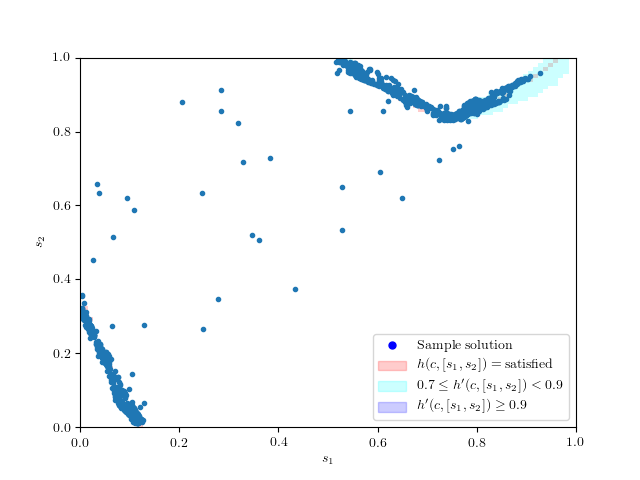 1.0
0.8
0.6
0.4
0.2
0.0
s₂
0.0 0.2 0.4 0.6 0.8 1.0
s₁
Sample solution
h(c, [s₁, s₂]) = satisfied
0.7 ≤ h′(c, [s₁, s₂]) < 0.9
h′(c, [s₁, s₂]) ≥ 0.9